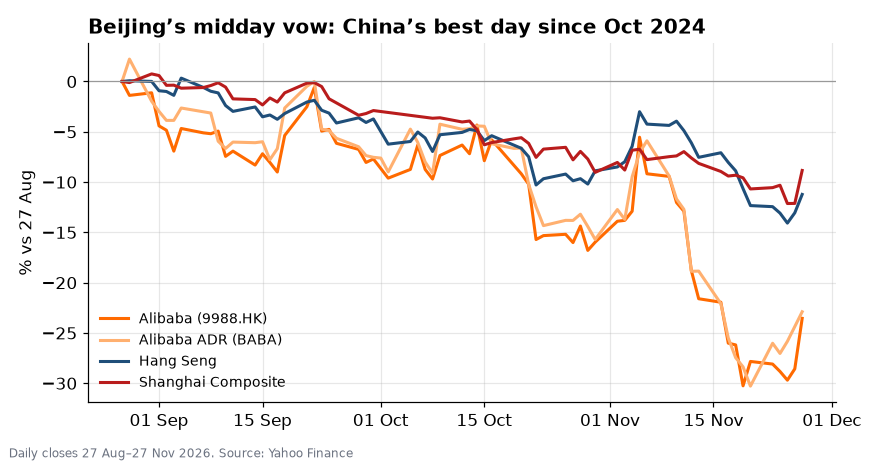 Beijing’s midday vow: China’s best day since Oct 2024
% vs 27 Aug
0
−5
−10
−15
−20
−25
−30
Alibaba (9988.HK)
Alibaba ADR (BABA)
Hang Seng
Shanghai Composite
01 Sep
15 Sep
01 Oct
15 Oct
01 Nov
15 Nov
01 Dec
Daily closes 27 Aug–27 Nov 2026. Source: Yahoo Finance